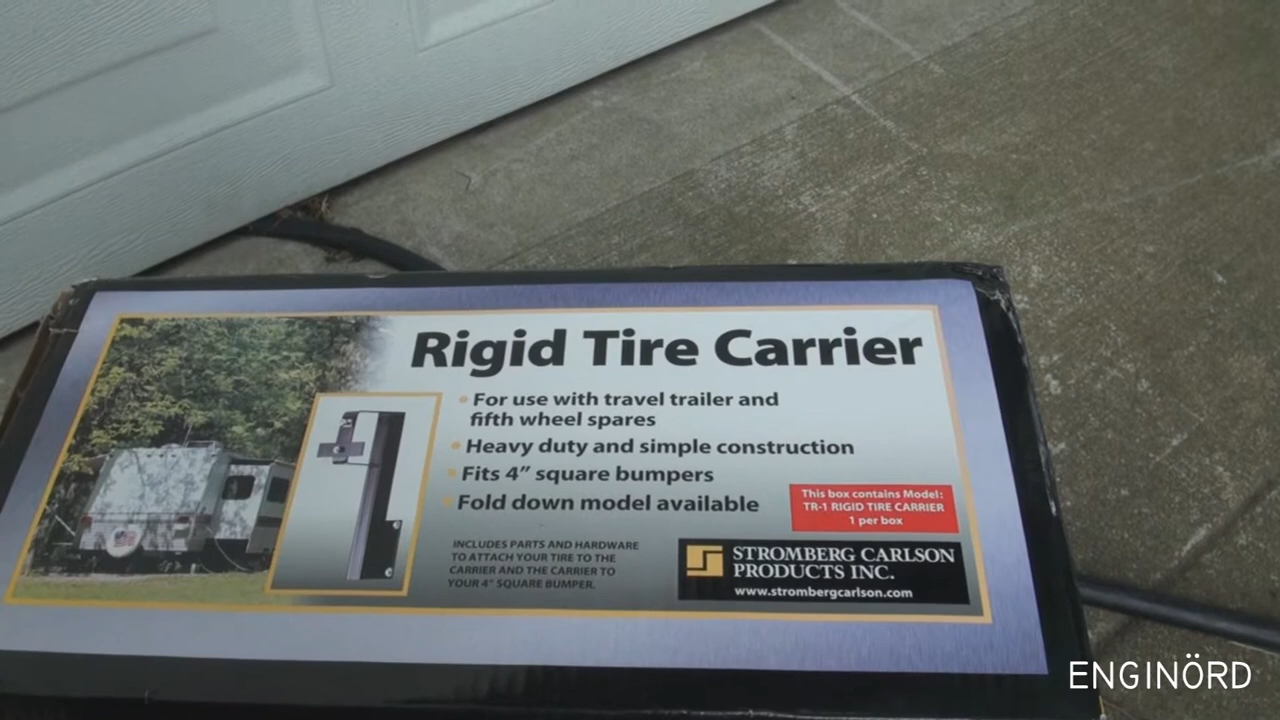 Rigid Tire Carrier
• For use with travel trailer and
fifth wheel spares
• Heavy duty and simple construction
• Fits 4” square bumpers
• Fold down model available
This box contains Model:
TR-1 RIGID TIRE CARRIER
1 per box
INCLUDES PARTS AND HARDWARE
TO ATTACH YOUR TIRE TO THE
CARRIER AND THE CARRIER TO
YOUR 4" SQUARE BUMPER.
STROMBERG CARLSON
PRODUCTS INC.
www.strombergcarlson.com
ENGINÖRD